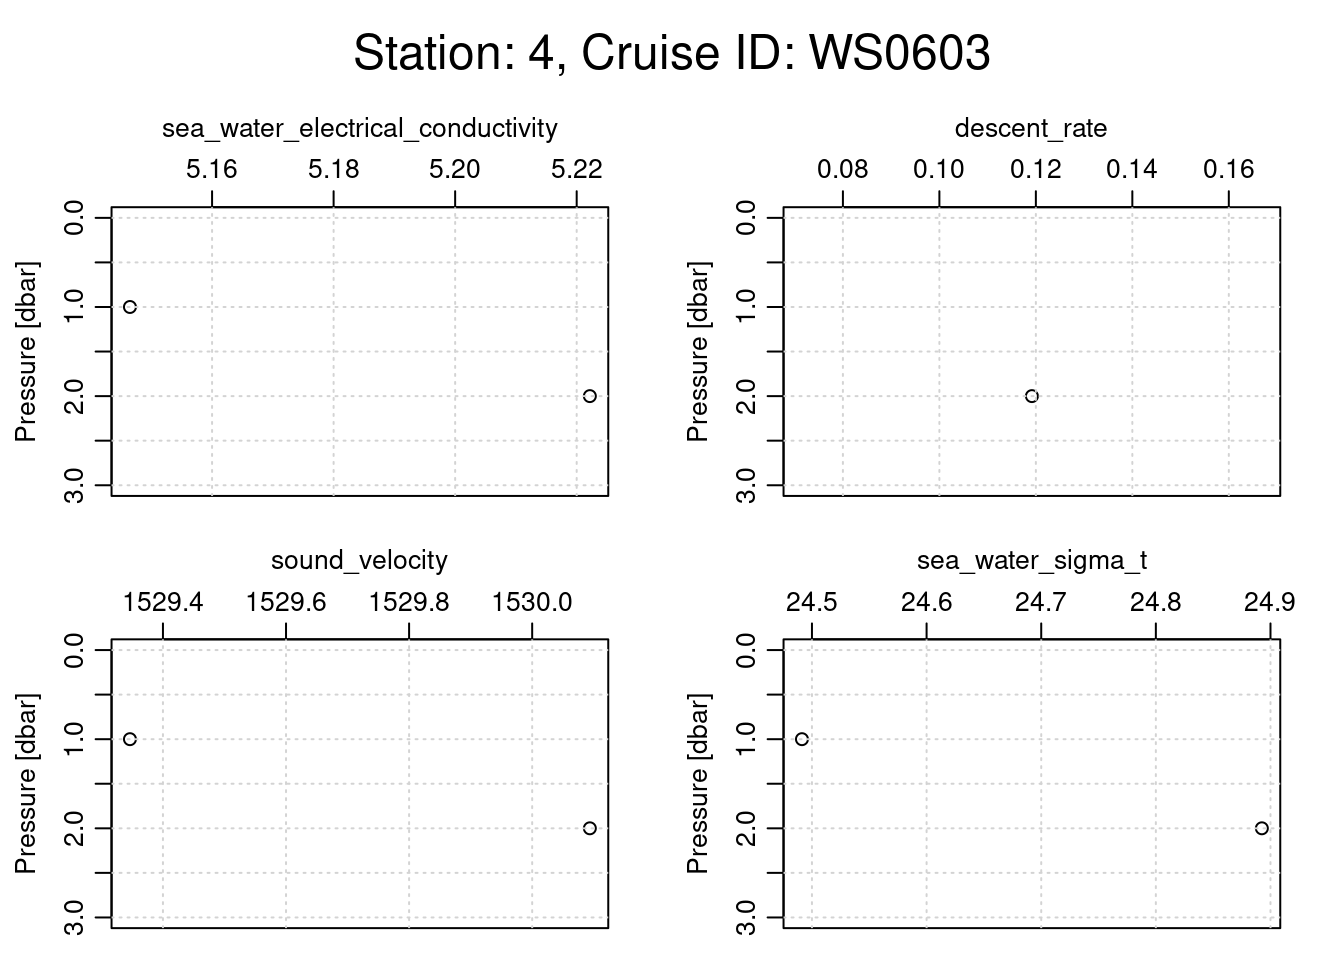 Station: 4, Cruise ID: WS0603
sea_water_electrical_conductivity
5.16 5.18 5.20 5.22
Pressure [dbar]
0.0 1.0 2.0 3.0
descent_rate
0.08 0.10 0.12 0.14 0.16
Pressure [dbar]
0.0 1.0 2.0 3.0
sound_velocity
1529.4 1529.6 1529.8 1530.0
Pressure [dbar]
0.0 1.0 2.0 3.0
sea_water_sigma_t
24.5 24.6 24.7 24.8 24.9
Pressure [dbar]
0.0 1.0 2.0 3.0